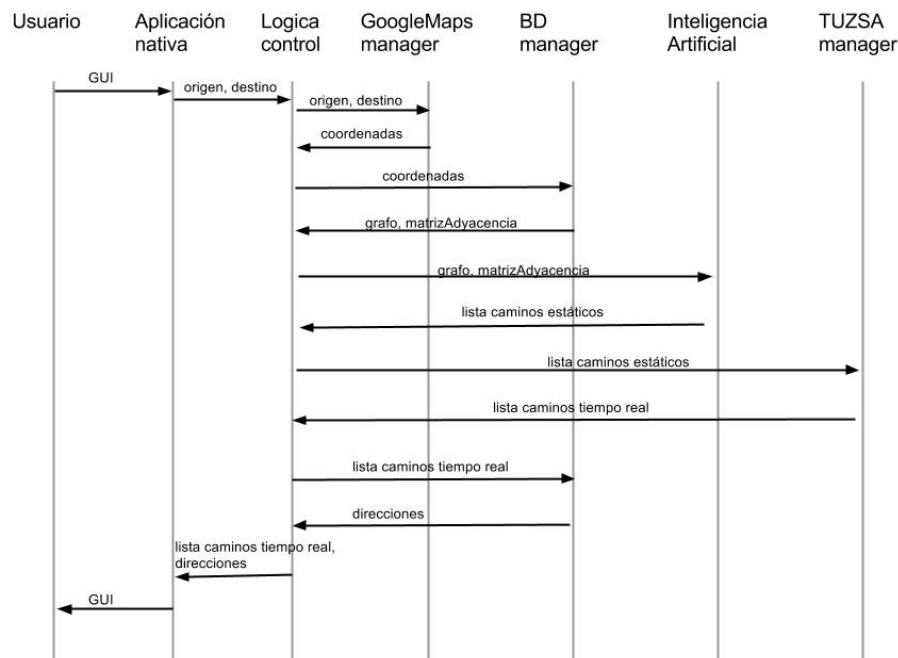 Usuario
Aplicación
nativa
Logica
control
GoogleMaps
manager
BD
manager
Inteligencia
Artificial
TUZSA
manager
GUI
origen, destino
origen, destino
coordenadas
coordenadas
grafo, matrizAdyacencia
grafo, matrizAdyacencia
lista caminos estáticos
lista caminos estáticos
lista caminos tiempo real
lista caminos tiempo real
direcciones
lista caminos tiempo real,
direcciones
GUI